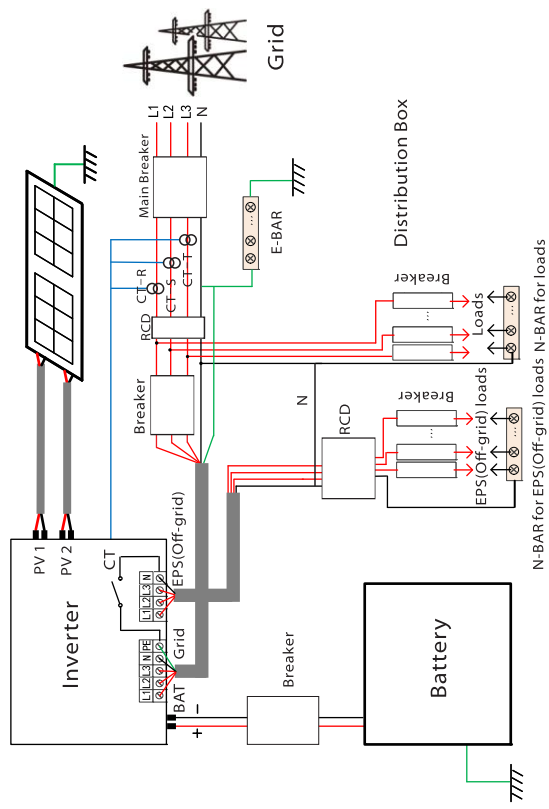 Grid
L1
L2
L3
N
Main Breaker
CT-R
CT-S
CT-T
E-BAR
...
RCD
Breaker
Distribution Box
Breaker
...
Loads
...
N-BAR for loads
N
RCD
Breaker
...
EPS(Off-grid) loads
...
N-BAR for EPS(Off-grid) loads
PV 1
PV 2
CT
EPS(Off-grid)
L1 L2 L3 N
Inverter
Grid
L1 L2 L3 N PE
BAT
+ −
Breaker
Battery